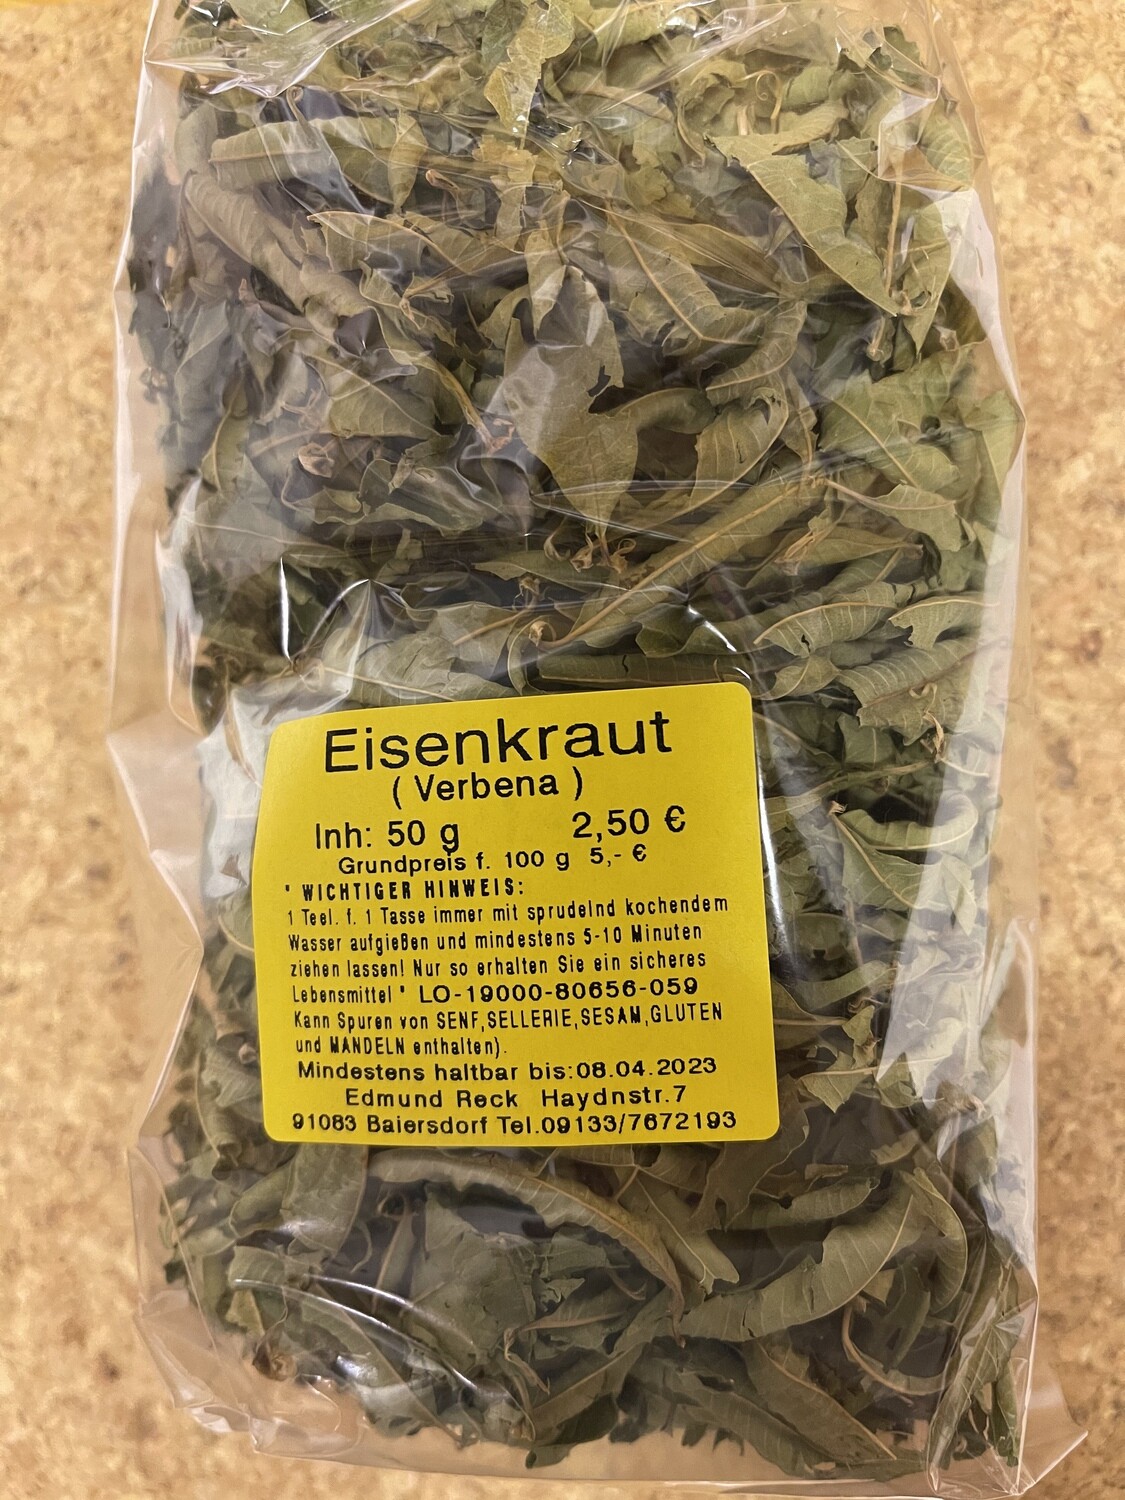 Eisenkraut
( Verbena )
Inh: 50 g 2,50 €
Grundpreis f. 100 g 5,- €
" WICHTIGER HINWEIS:
1 Teel. f. 1 Tasse immer mit sprudelnd kochendem
Wasser aufgießen und mindestens 5-10 Minuten
ziehen lassen! Nur so erhalten Sie ein sicheres
Lebensmittel " LO-19000-80656-059
Kann Spuren von SENF,SELLERIE,SESAM,GLUTEN
und MANDELN enthalten).
Mindestens haltbar bis:08.04.2023
Edmund Reck Haydnstr.7
91083 Baiersdorf Tel.09133/7672193